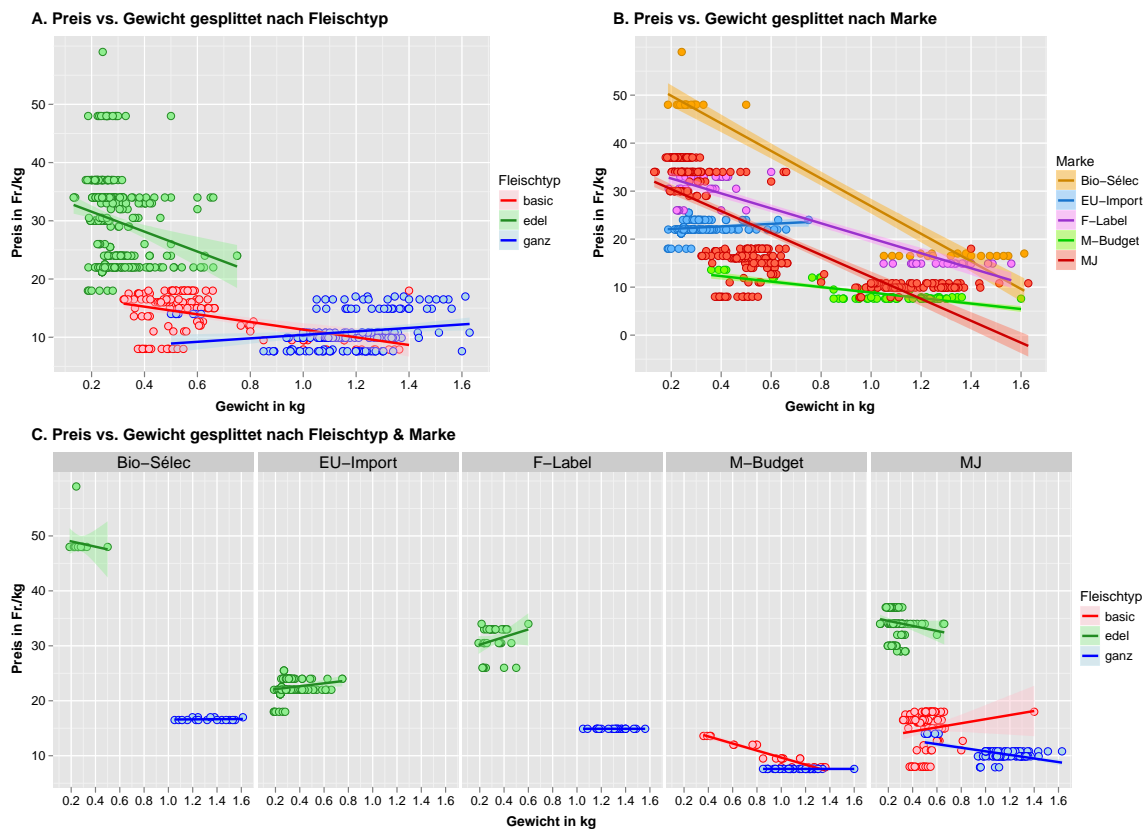 A. Preis vs. Gewicht gesplittet nach Fleischtyp
Preis in Fr./kg
50
40
30
20
10
0.2 0.4 0.6 0.8 1.0 1.2 1.4 1.6
Gewicht in kg
Fleischtyp
basic
edel
ganz
B. Preis vs. Gewicht gesplittet nach Marke
Preis in Fr./kg
50
40
30
20
10
0
0.2 0.4 0.6 0.8 1.0 1.2 1.4 1.6
Gewicht in kg
Marke
Bio−Sélec
EU−Import
F−Label
M−Budget
MJ
C. Preis vs. Gewicht gesplittet nach Fleischtyp & Marke
Bio−Sélec EU−Import F−Label M−Budget MJ
Preis in Fr./kg
50
40
30
20
10
0.2 0.4 0.6 0.8 1.0 1.2 1.4 1.6 0.2 0.4 0.6 0.8 1.0 1.2 1.4 1.6 0.2 0.4 0.6 0.8 1.0 1.2 1.4 1.6 0.2 0.4 0.6 0.8 1.0 1.2 1.4 1.6 0.2 0.4 0.6 0.8 1.0 1.2 1.4 1.6
Gewicht in kg
Fleischtyp
basic
edel
ganz